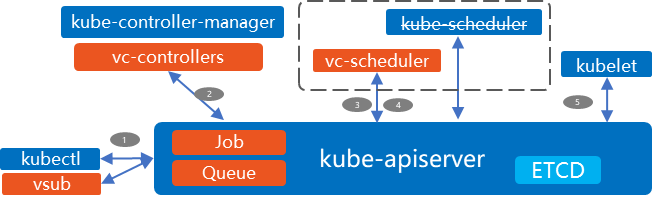 kube-controller-manager
vc-controllers
kube-scheduler
vc-scheduler
kubelet
2
3
4
5
1
kubectl
vsub
Job
Queue
kube-apiserver
ETCD